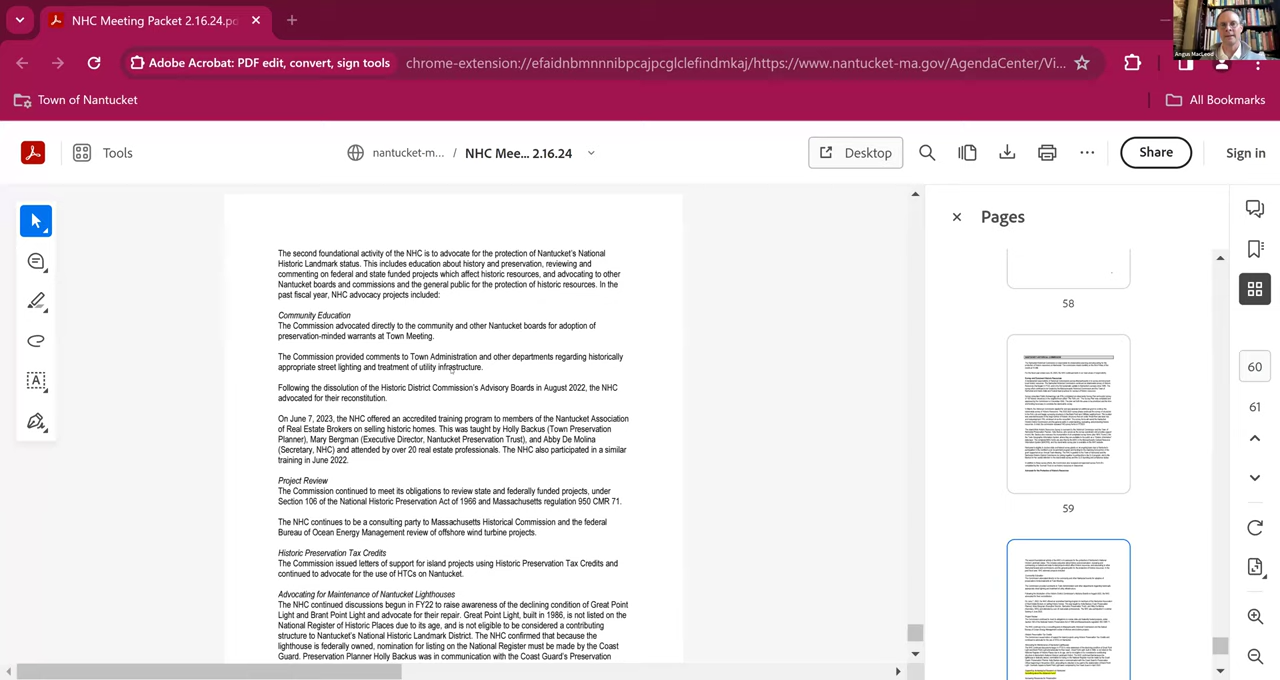 NHC Meeting Packet 2.16.24.pd
Adobe Acrobat: PDF edit, convert, sign tools
chrome-extension://efaidnbmnnnibpcajpcglclefindmkaj/https://www.nantucket-ma.gov/AgendaCenter/Vi...
Angus MacLeod
Town of Nantucket
All Bookmarks
Tools
nantucket-m... / NHC Mee... 2.16.24
Desktop
Share
Sign in
The second foundational activity of the NHC is to advocate for the protection of Nantucket's National
Historic Landmark status. This includes education about history and preservation, reviewing and
commenting on federal and state funded projects which affect historic resources, and advocating to other
Nantucket boards and commissions and the general public for the protection of historic resources. In the
past fiscal year, NHC advocacy projects included:
Community Education
The Commission advocated directly to the community and other Nantucket boards for adoption of
preservation-minded warrants at Town Meeting.
The Commission provided comments to Town Administration and other departments regarding historically
appropriate street lighting and treatment of utility infrastructure.
Following the dissolution of the Historic District Commission's Advisory Boards in August 2022, the NHC
advocated for their reconstitution.
On June 7, 2023, the NHC offered an accredited training program to members of the Nantucket Association
of Real Estate Brokers on selling historic homes. This was taught by Holly Backus (Town Preservation
Planner), Mary Bergman (Executive Director, Nantucket Preservation Trust), and Abby De Molina
(Secretary, NHC) and attended by over 20 real estate professionals. The NHC also participated in a similar
training in June 2022.
Project Review
The Commission continued to meet its obligations to review state and federally funded projects, under
Section 106 of the National Historic Preservation Act of 1966 and Massachusetts regulation 950 CMR 71.
The NHC continues to be a consulting party to Massachusetts Historical Commission and the federal
Bureau of Ocean Energy Management review of offshore wind turbine projects.
Historic Preservation Tax Credits
The Commission issued letters of support for island projects using Historic Preservation Tax Credits and
continued to advocate for the use of HTCs on Nantucket.
Advocating for Maintenance of Nantucket Lighthouses
The NHC continued discussions begun in FY22 to raise awareness of the declining condition of Great Point
Light and Brant Point Light and advocate for their repair. Great Point Light, built in 1986, is not listed on the
National Register of Historic Places due to its age, and is not eligible to be considered a contributing
structure to Nantucket's National Historic Landmark District. The NHC confirmed that because the
lighthouse is federally owned, nomination for listing on the National Register must be made by the Coast
Guard. Preservation Planner Holly Backus was in communication with the Coast Guard's Preservation
Pages
58
59
60
61